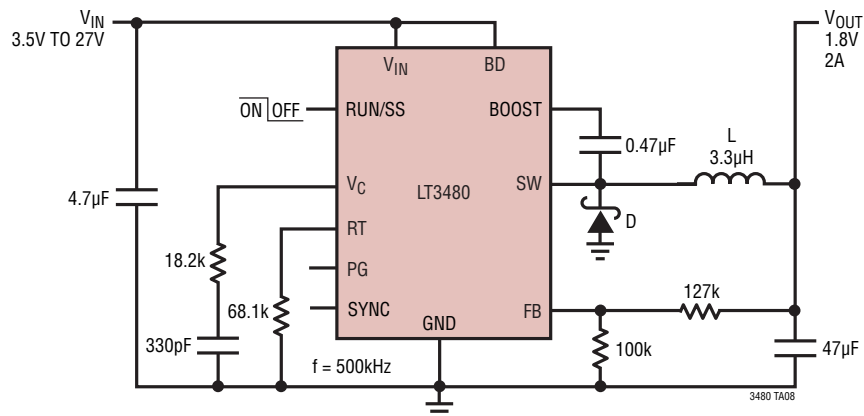 VIN
3.5V TO 27V
VOUT
1.8V
2A
VIN
BD
ON OFF
RUN/SS
BOOST
0.47µF
L
3.3µH
4.7µF
VC
LT3480
SW
D
RT
18.2k
PG
68.1k
SYNC
FB
127k
GND
330pF
f = 500kHz
100k
47µF
3480 TA08